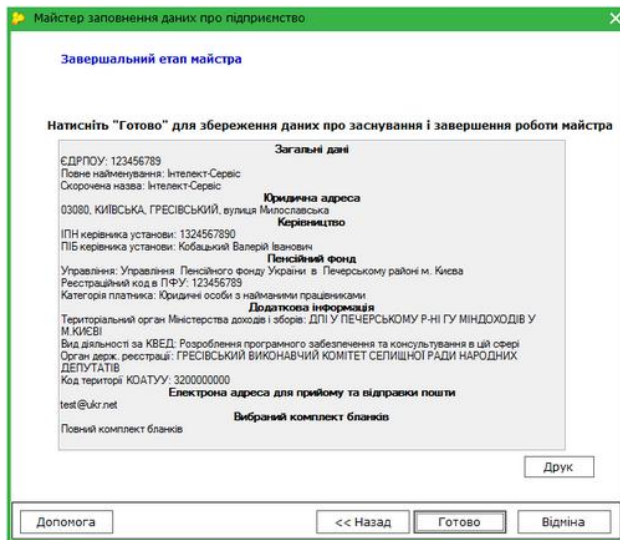 Майстер заповнення даних про підприємство
Завершальний етап майстра
Натисніть "Готово" для збереження даних про заснування і завершення роботи майстра
Загальні дані
ЄДРПОУ: 123456789
Повне найменування: Інтелект-Сервіс
Скорочена назва: Інтелект-Сервіс
Юридична адреса
03080, КИЇВСЬКА, ГРЕСІВСЬКИЙ, вулиця Милославська
Керівництво
ІПН керівника установи: 1324567890
ПІБ керівника установи: Кобацький Валерій Іванович
Пенсійний фонд
Управління: Управління Пенсійного фонду України в Печерському районі м. Києва
Реєстраційний код в ПФУ: 123456789
Категорія платника: Юридичні особи з найманими працівниками
Додаткова інформація
Територіальний орган Міністерства доходів і зборів: ДПІ У ПЕЧЕРСЬКОМУ Р-НІ ГУ МІНДОХОДІВ У
М.КИЄВІ
Вид діяльності за КВЕД: Розроблення програмного забезпечення та консультування в цій сфері
Орган держ. реєстрації: ГРЕСІВСЬКИЙ ВИКОНАВЧИЙ КОМІТЕТ СЕЛИЩНОЇ РАДИ НАРОДНИХ
ДЕПУТАТІВ
Код території КОАТУУ: 3200000000
Електрона адреса для прийому та відправки пошти
test@ukr.net
Вибраний комплект бланків
Повний комплект бланків
Друк
Допомога
<< Назад
Готово
Відміна